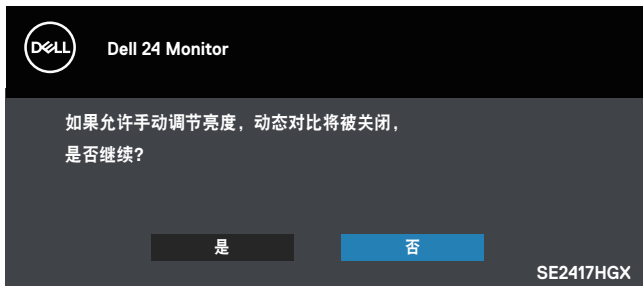 DELL
Dell 24 Monitor
如果允许手动调节亮度，动态对比将被关闭，
是否继续？
是
否
SE2417HGX